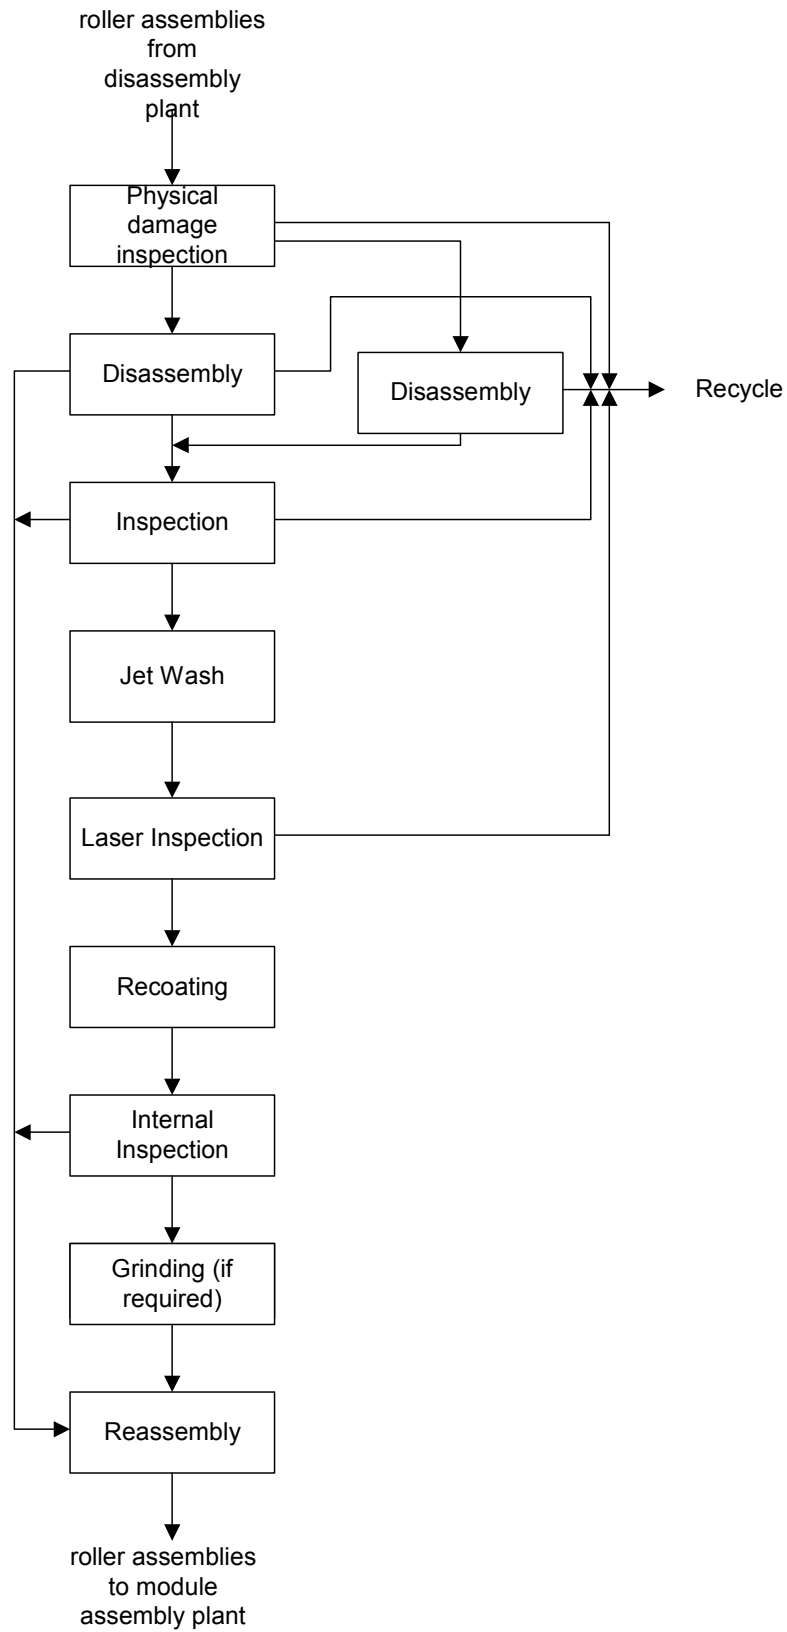 roller assemblies
from
disassembly
plant
Physical
damage
inspection
Disassembly
Disassembly
Recycle
Inspection
Jet Wash
Laser Inspection
Recoating
Internal
Inspection
Grinding (if
required)
Reassembly
roller assemblies
to module
assembly plant